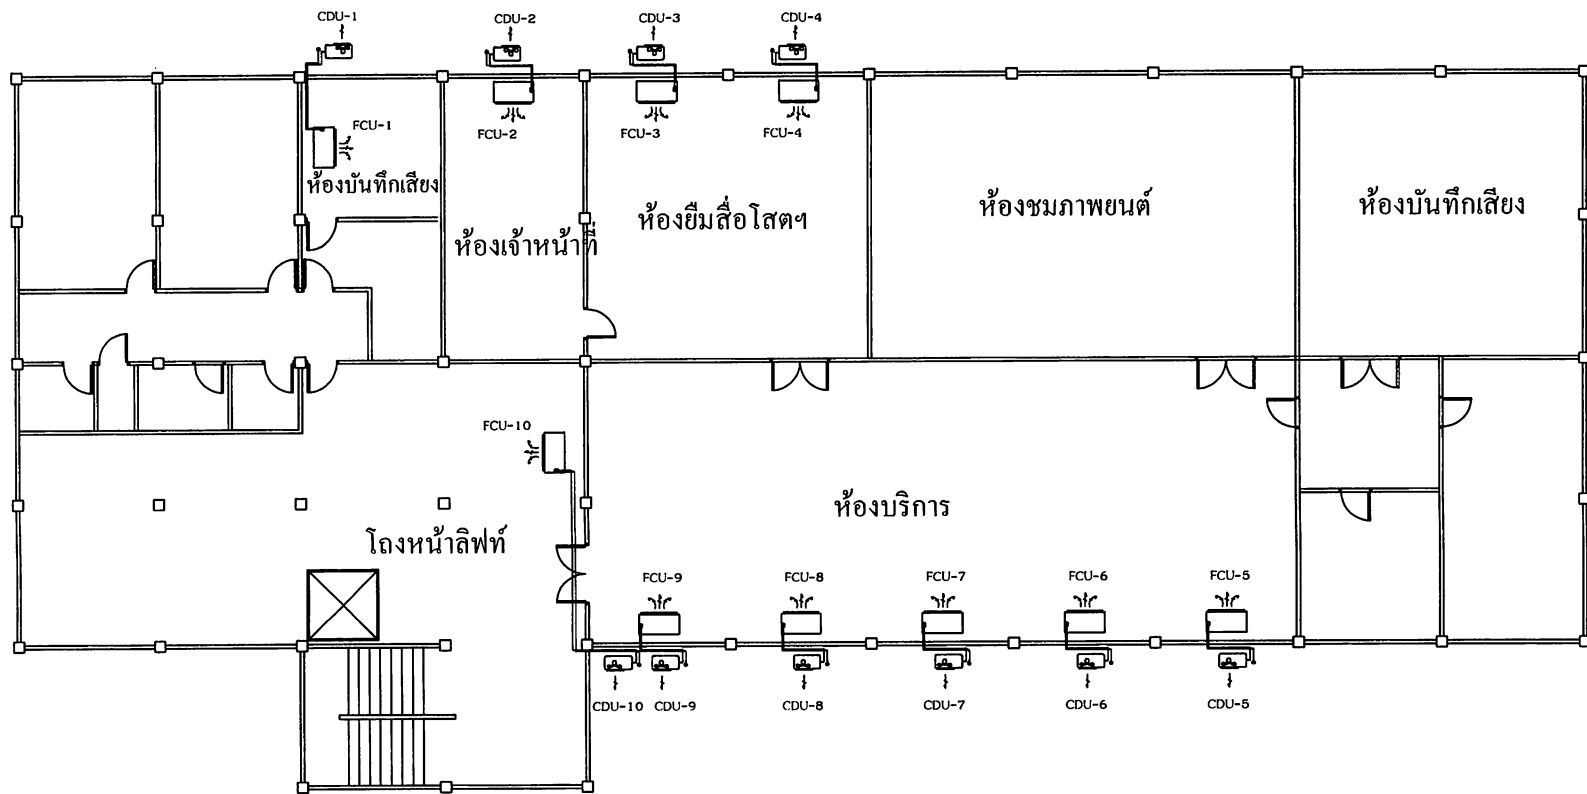 CDU-1
CDU-2
CDU-3
CDU-4
FCU-1
FCU-2
FCU-3
FCU-4
ห้องบันทึกเสียง
ห้องเจ้าหน้าที่
ห้องยืมสื่อโสตฯ
ห้องชมภาพยนต์
ห้องบันทึกเสียง
FCU-10
ห้องบริการ
โถงหน้าลิฟท์
FCU-9
FCU-8
FCU-7
FCU-6
FCU-5
CDU-10
CDU-9
CDU-8
CDU-7
CDU-6
CDU-5